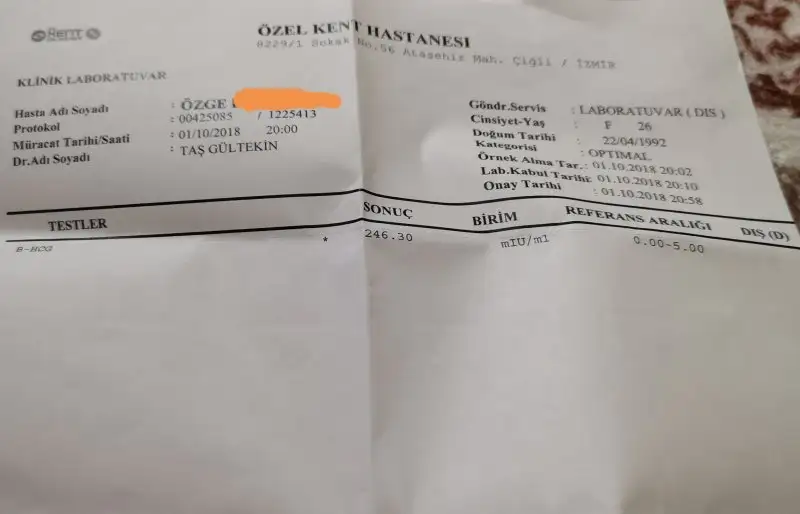 Kent
ÖZEL KENT HASTANESİ
8229/1 Sokak No.56 Ataşehir Mah. Çiğli / İZMİR
KLİNİK LABORATUVAR
Hasta Adı Soyadı : ÖZGE
Protokol : 00425085 / 1225413
Müracat Tarihi/Saati : 01/10/2018 20:00
Dr.Adı Soyadı : TAŞ GÜLTEKİN
Göndr.Servis : LABORATUVAR ( DIS )
Cinsiyet-Yaş : F 26
Doğum Tarihi : 22/04/1992
Kategorisi : OPTIMAL
Örnek Alma Tar.: 01.10.2018 20:02
Lab.Kabul Tarihi: 01.10.2018 20:10
Onay Tarihi : 01.10.2018 20:58
TESTLER SONUÇ BİRİM REFERANS ARALIĞI DIŞ (D)
B-HCG * 246.30 mIU/ml 0.00-5.00